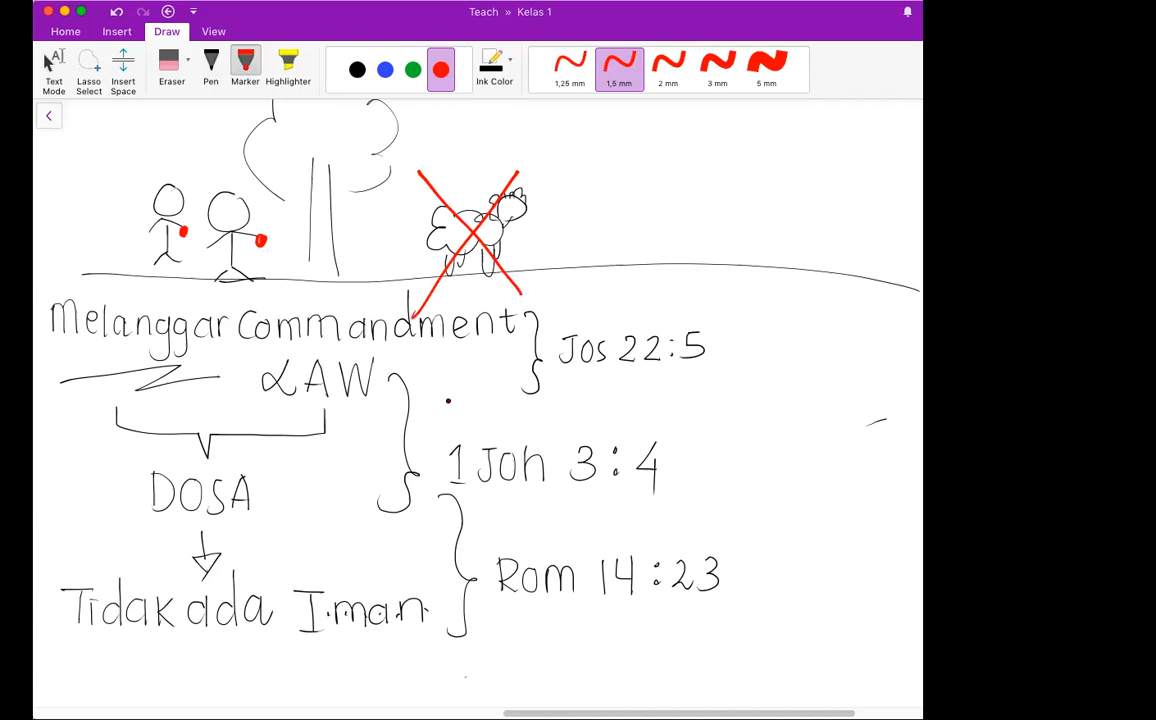 Teach » Kelas 1
Home Insert Draw View
Text Mode
Lasso Select
Insert Space
Eraser
Pen
Marker
Highlighter
Ink Color
1,25 mm
1,5 mm
2 mm
3 mm
5 mm
Melanggar Commandment
Jos 22:5
LAW
1 Joh 3:4
DOSA
Rom 14:23
Tidak ada Iman